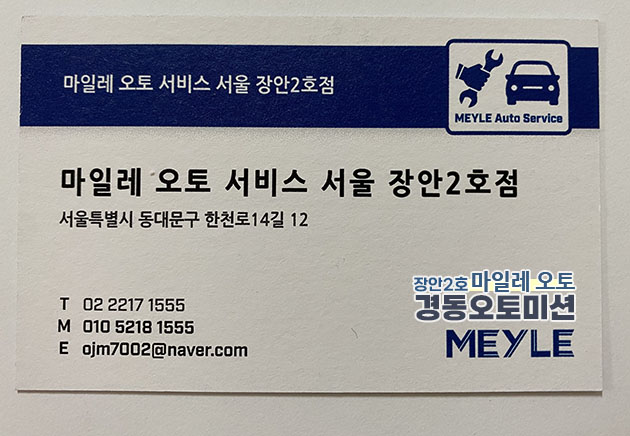 마일레 오토 서비스 서울 장안2호점
MEYLE Auto Service
마일레 오토 서비스 서울 장안2호점
서울특별시 동대문구 한천로14길 12
T 02 2217 1555
M 010 5218 1555
E ojm7002@naver.com
장안2호 마일레 오토
경동오토미션
MEYLE